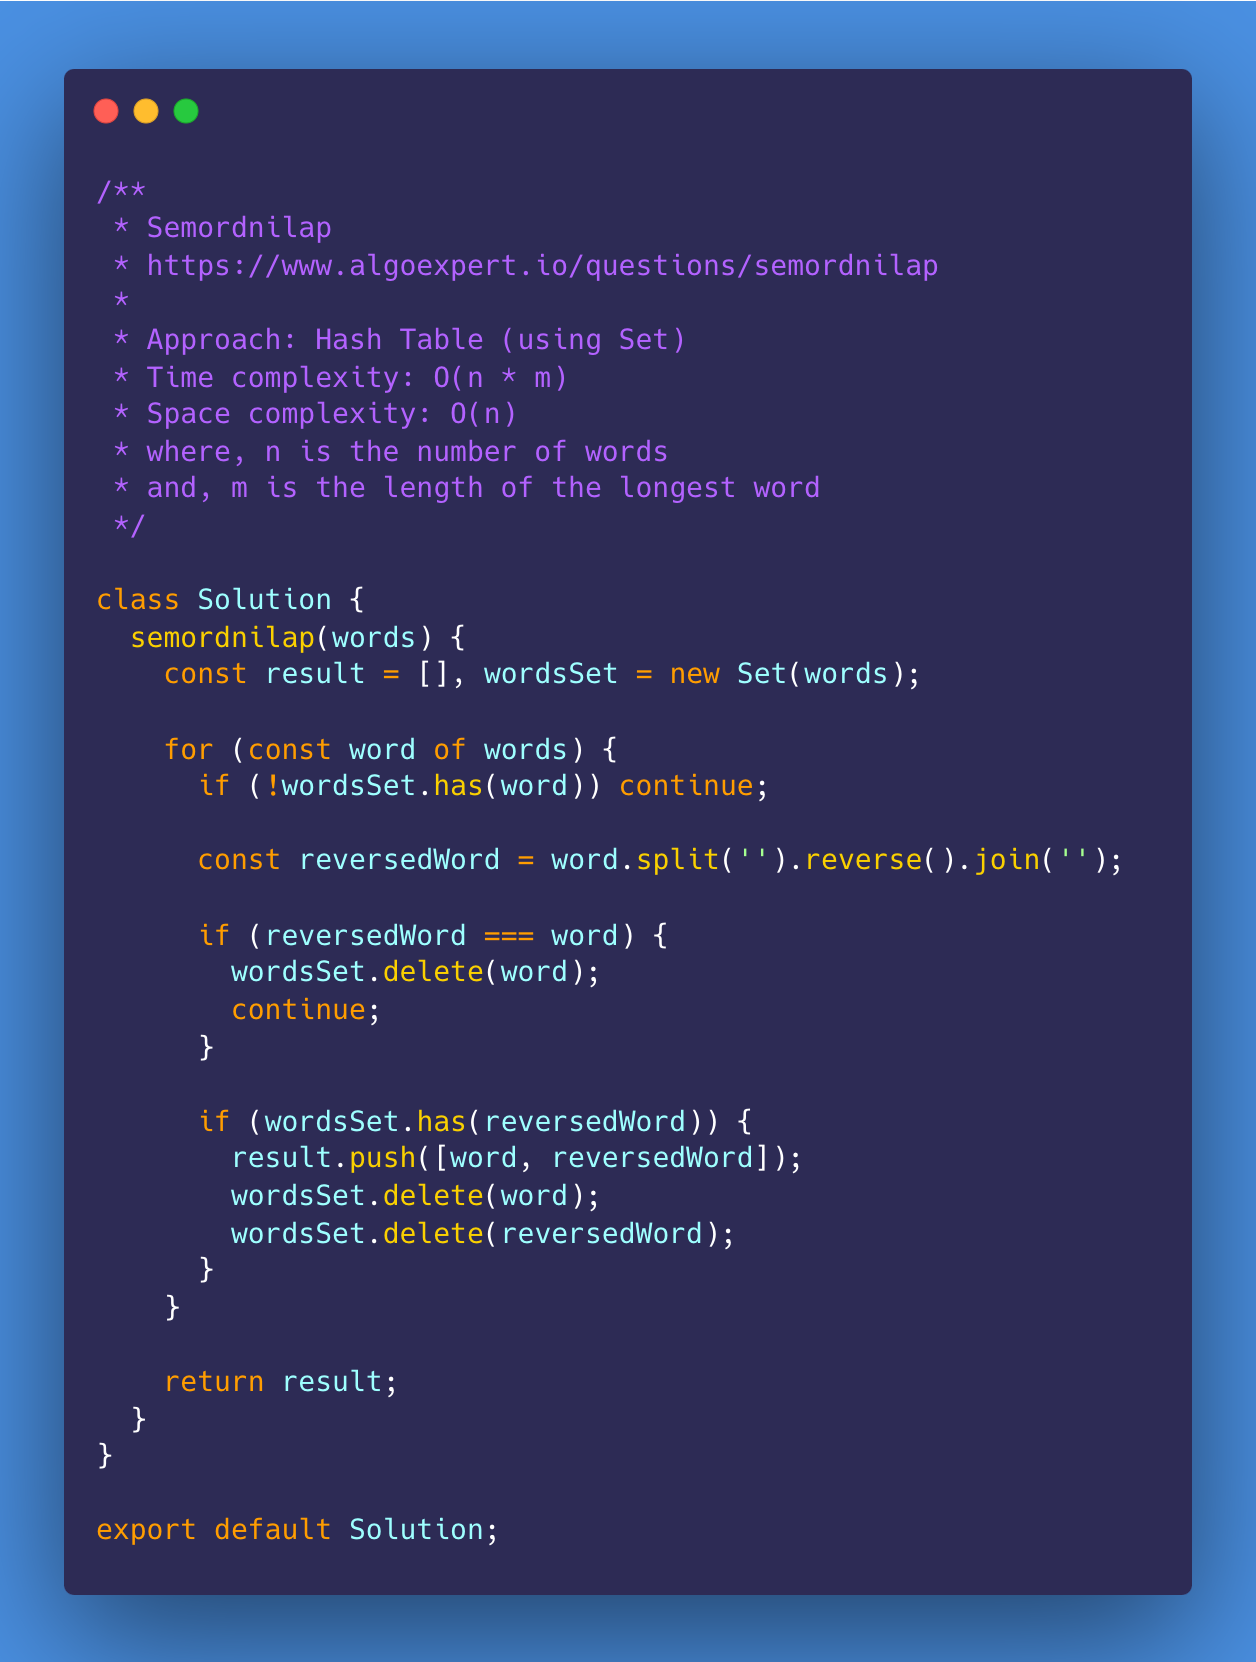 /**
 * Semordnilap
 * https://www.algoexpert.io/questions/semordnilap
 *
 * Approach: Hash Table (using Set)
 * Time complexity: O(n * m)
 * Space complexity: O(n)
 * where, n is the number of words
 * and, m is the length of the longest word
 */

class Solution {
  semordnilap(words) {
    const result = [], wordsSet = new Set(words);

    for (const word of words) {
      if (!wordsSet.has(word)) continue;

      const reversedWord = word.split('').reverse().join('');

      if (reversedWord === word) {
        wordsSet.delete(word);
        continue;
      }

      if (wordsSet.has(reversedWord)) {
        result.push([word, reversedWord]);
        wordsSet.delete(word);
        wordsSet.delete(reversedWord);
      }
    }

    return result;
  }
}

export default Solution;